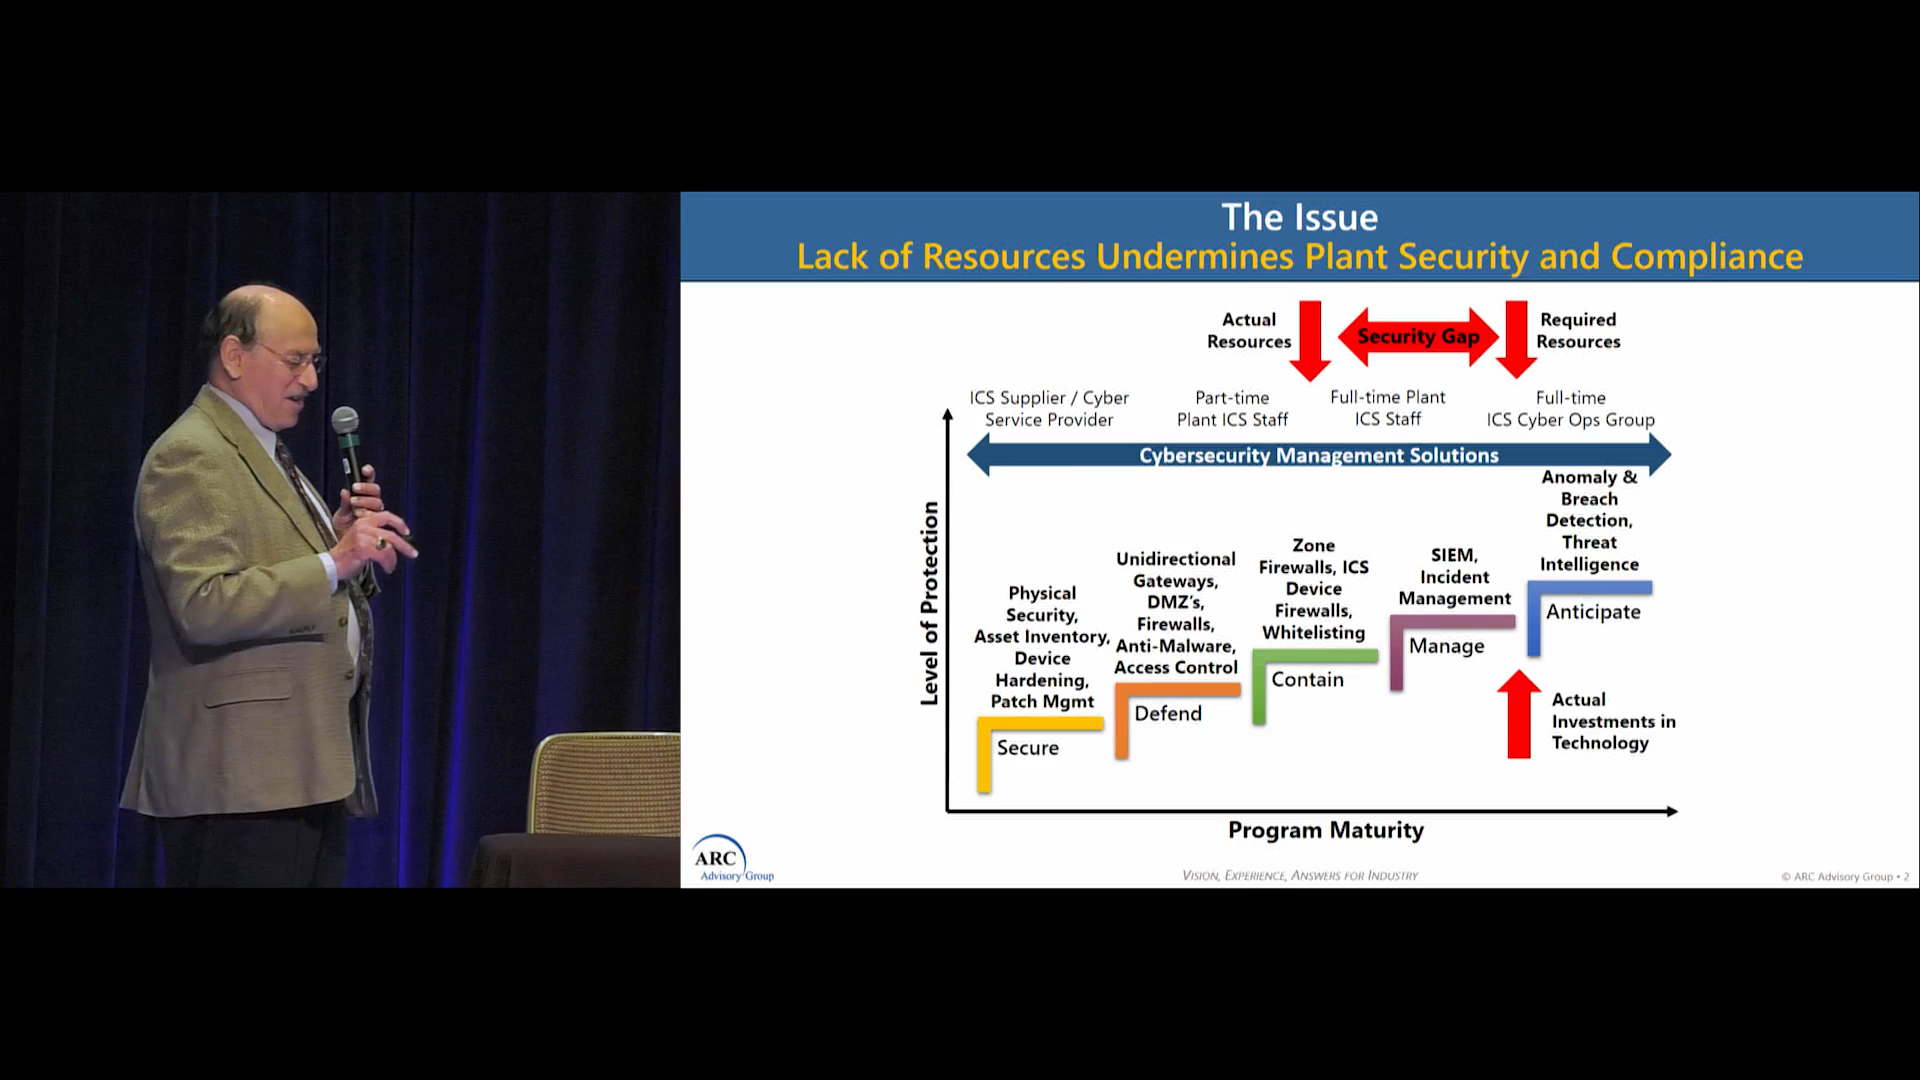 The Issue
Lack of Resources Undermines Plant Security and Compliance
Actual
Resources
Security Gap
Required
Resources
ICS Supplier / Cyber
Service Provider
Part-time
Plant ICS Staff
Full-time Plant
ICS Staff
Full-time
ICS Cyber Ops Group
Cybersecurity Management Solutions
Level of Protection
Physical
Security,
Asset Inventory,
Device
Hardening,
Patch Mgmt
Secure
Unidirectional
Gateways,
DMZ's,
Firewalls,
Anti-Malware,
Access Control
Defend
Zone
Firewalls, ICS
Device
Firewalls,
Whitelisting
Contain
SIEM,
Incident
Management
Manage
Anomaly &
Breach
Detection,
Threat
Intelligence
Anticipate
Actual
Investments in
Technology
Program Maturity
ARC
Advisory Group
VISION, EXPERIENCE, ANSWERS FOR INDUSTRY
© ARC Advisory Group • 2